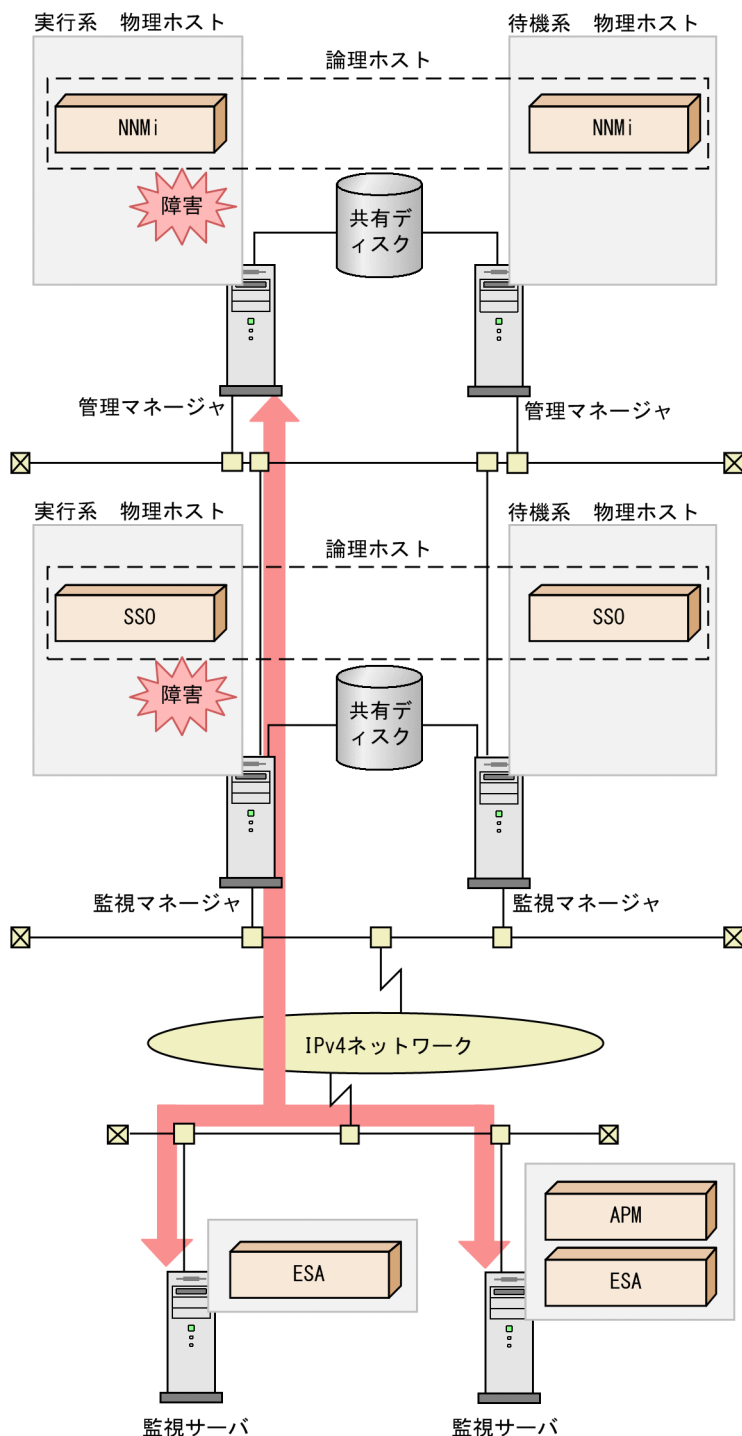 実行系　物理ホスト
待機系　物理ホスト
論理ホスト
NNMi
NNMi
障害
共有ディ
スク
管理マネージャ
管理マネージャ
実行系　物理ホスト
待機系　物理ホスト
論理ホスト
SSO
SSO
障害
共有ディ
スク
監視マネージャ
監視マネージャ
IPv4ネットワーク
APM
ESA
ESA
監視サーバ
監視サーバ